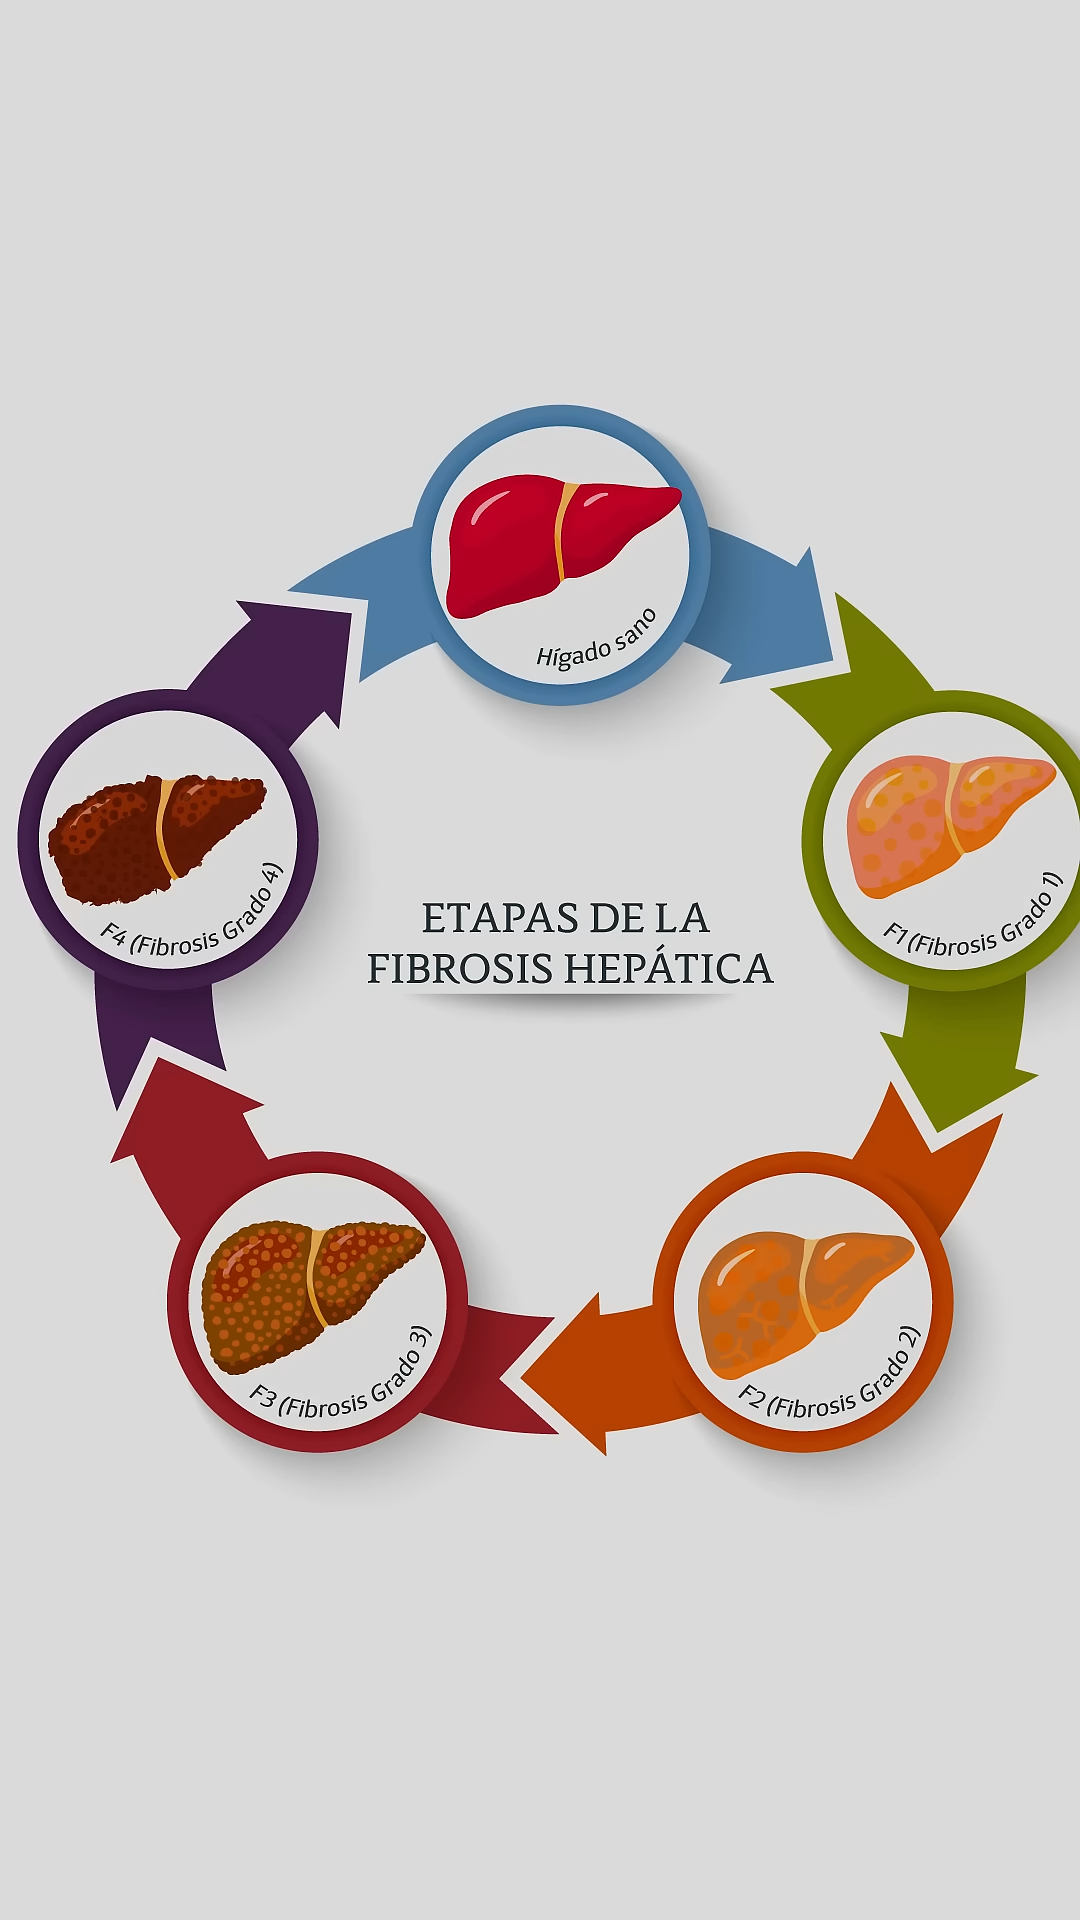 Hígado sano
F1 (Fibrosis Grado 1)
F2 (Fibrosis Grado 2)
F3 (Fibrosis Grado 3)
F4 (Fibrosis Grado 4)
ETAPAS DE LA
FIBROSIS HEPÁTICA